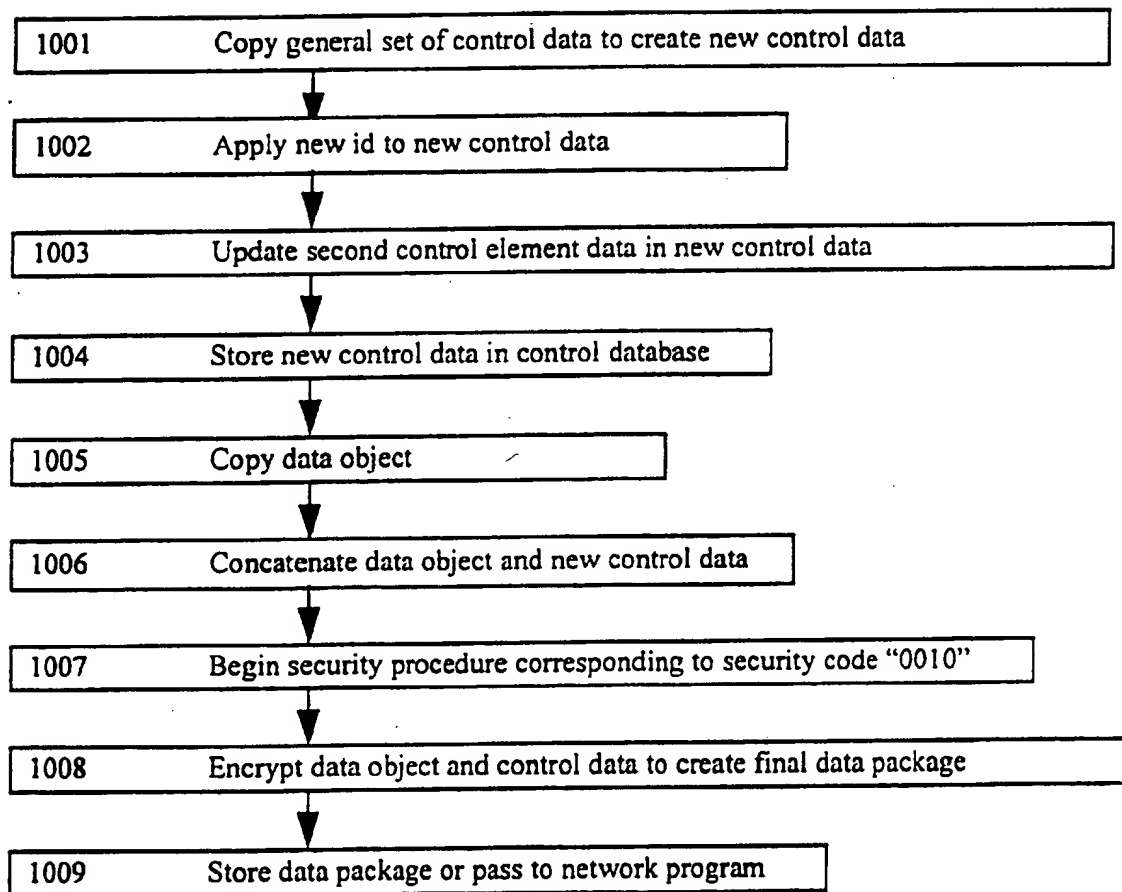 1001 Copy general set of control data to create new control data
1002 Apply new id to new control data
1003 Update second control element data in new control data
1004 Store new control data in control database
1005 Copy data object
1006 Concatenate data object and new control data
1007 Begin security procedure corresponding to security code “0010”
1008 Encrypt data object and control data to create final data package
1009 Store data package or pass to network program